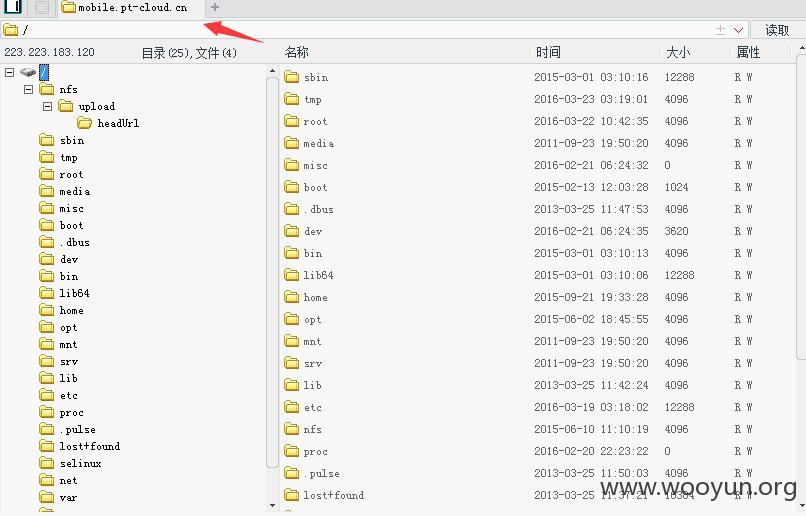 mobile.pt-cloud.cn
/
读取
223.223.183.120 目录(25),文件(4)
名称 时间 大小 属性
/
nfs
upload
headUrl
sbin
tmp
root
media
misc
boot
.dbus
dev
bin
lib64
home
opt
mnt
srv
lib
etc
proc
.pulse
lost+found
selinux
net
var
sbin 2015-03-01 03:10:16 12288 R W
tmp 2016-03-23 03:19:01 4096 R W
root 2016-03-22 10:42:35 4096 R W
media 2011-09-23 19:50:20 4096 R W
misc 2016-02-21 06:24:32 0 R W
boot 2015-02-13 12:03:28 1024 R W
.dbus 2013-03-25 11:47:53 4096 R W
dev 2016-02-21 06:24:35 3620 R W
bin 2015-03-01 03:10:13 4096 R W
lib64 2015-03-01 03:10:06 12288 R W
home 2015-09-21 19:33:28 4096 R W
opt 2015-06-02 18:45:55 4096 R W
mnt 2011-09-23 19:50:20 4096 R W
srv 2011-09-23 19:50:20 4096 R W
lib 2013-03-25 11:42:24 4096 R W
etc 2016-03-19 03:18:02 12288 R W
nfs 2015-06-10 11:10:19 4096 R W
proc 2016-02-20 22:23:22 0 R W
.pulse 2013-03-25 11:50:03 4096 R W
lost+found 2013-03-25 11:37:21 16384 R W
www.wooyun.org